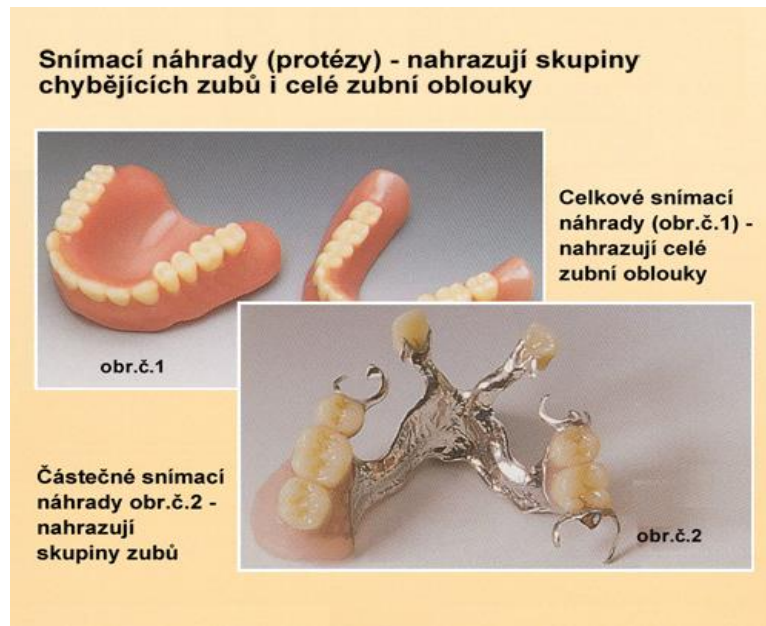 Snímací náhrady (protézy) - nahrazují skupiny
chybějících zubů i celé zubní oblouky
Celkové snímací
náhrady (obr.č.1) -
nahrazují celé
zubní oblouky
obr.č.1
Částečné snímací
náhrady obr.č.2 -
nahrazují
skupiny zubů
obr.č.2